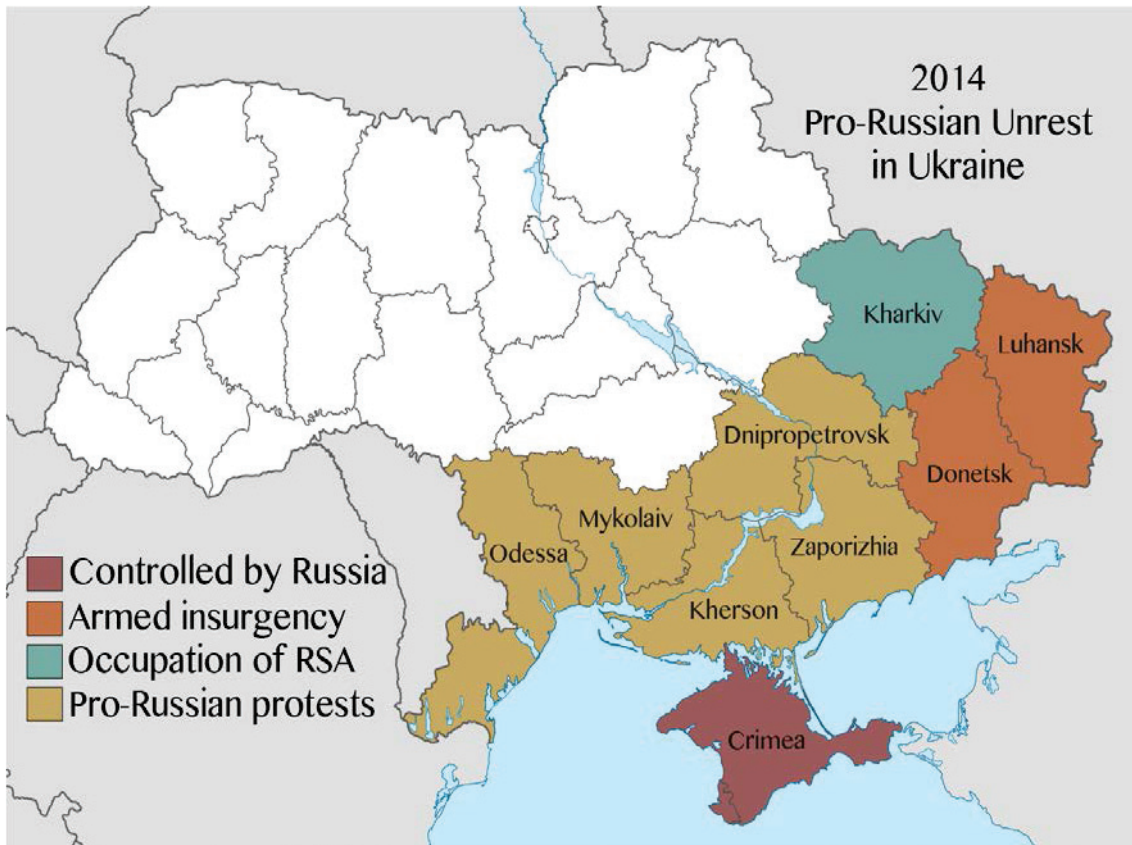 2014
Pro-Russian Unrest
in Ukraine
Kharkiv
Luhansk
Dnipropetrovsk
Donetsk
Mykolaiv
Odessa
Zaporizhia
Kherson
Crimea
Controlled by Russia
Armed insurgency
Occupation of RSA
Pro-Russian protests